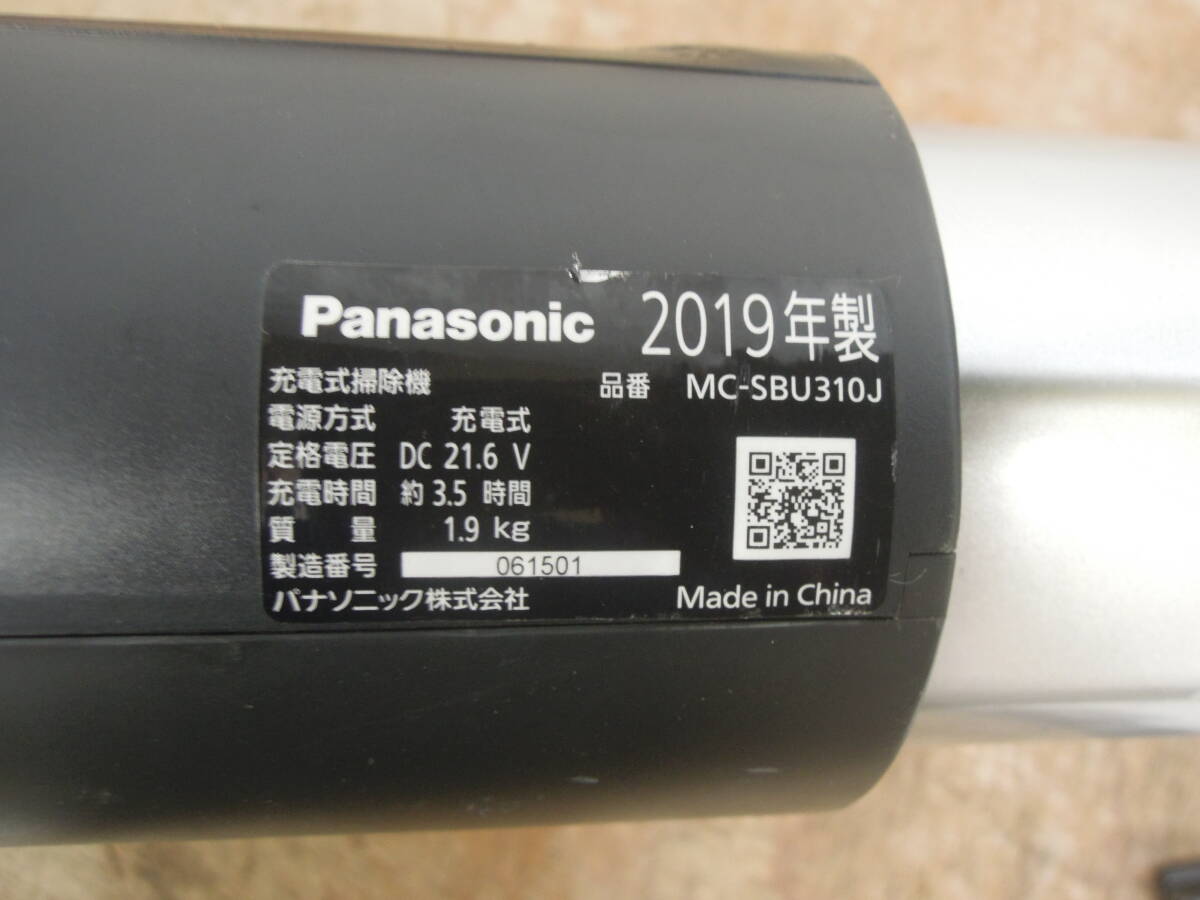 Panasonic 2019年製
充電式掃除機 品番 MC-SBU310J
電源方式 充電式
定格電圧 DC 21.6 V
充電時間 約 3.5 時間
質 量 1.9 kg
製造番号 061501
パナソニック株式会社 Made in China